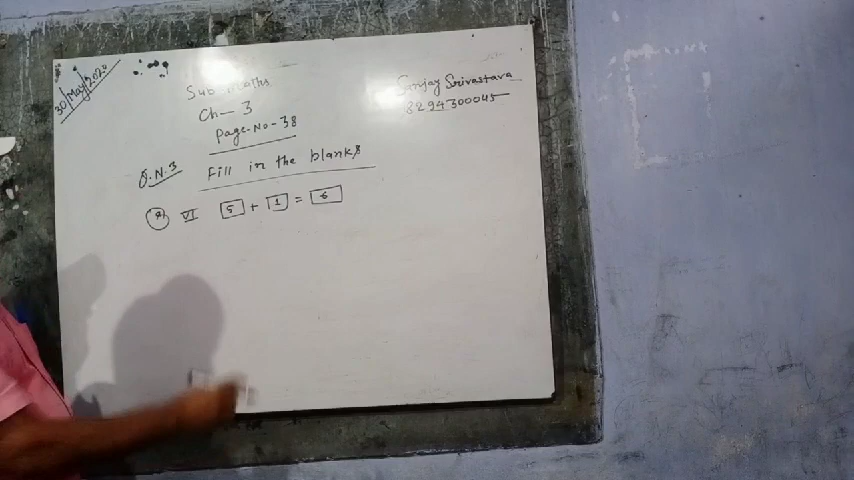 30/May/2020
Sub Maths
Sanjay Srivastava
8294300045
Ch- 3
Page-No-38
Q.N.3 Fill in the blanks
(a) VI 5 + 1 = 6